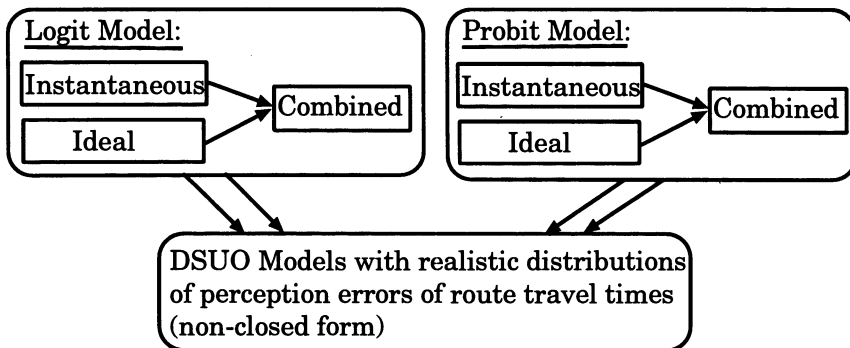 Logit Model:
Instantaneous
Combined
Ideal
Probit Model:
Instantaneous
Combined
Ideal
DSUO Models with realistic distributions
of perception errors of route travel times
(non-closed form)